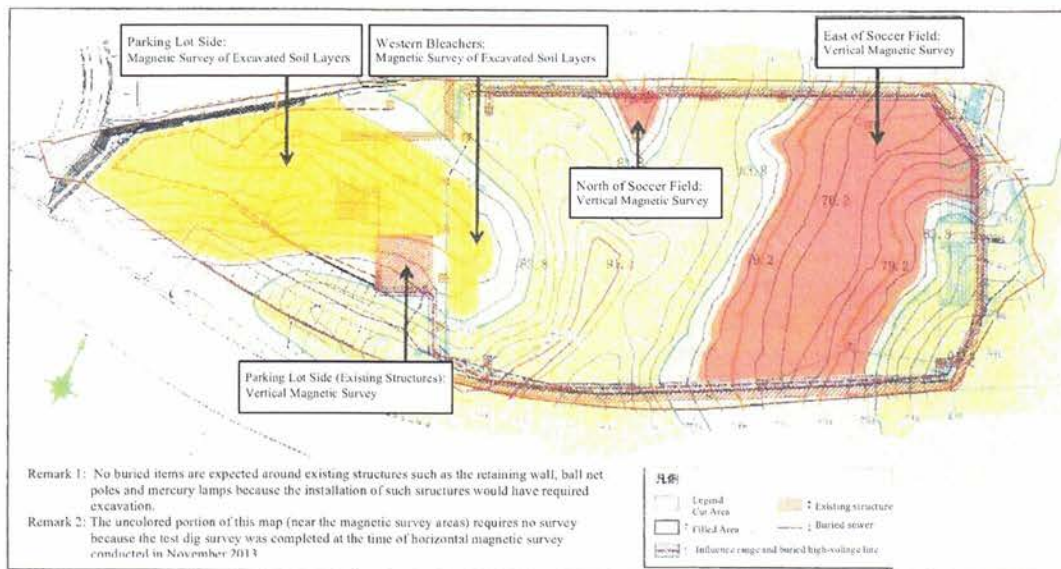 Parking Lot Side:
Magnetic Survey of Excavated Soil Layers
Western Bleachers:
Magnetic Survey of Excavated Soil Layers
East of Soccer Field:
Vertical Magnetic Survey
North of Soccer Field:
Vertical Magnetic Survey
78.2
79.2
Parking Lot Side (Existing Structures):
Vertical Magnetic Survey
Remark 1: No buried items are expected around existing structures such as the retaining wall, ball net
poles and mercury lamps because the installation of such structures would have required
excavation.
Remark 2: The uncolored portion of this map (near the magnetic survey areas) requires no survey
because the test dig survey was completed at the time of horizontal magnetic survey
conducted in November 2013
凡例
Legend
Cut Area
: Existing structure
: Filled Area
: Buried sewer
: Influence range and buried high-voltage line